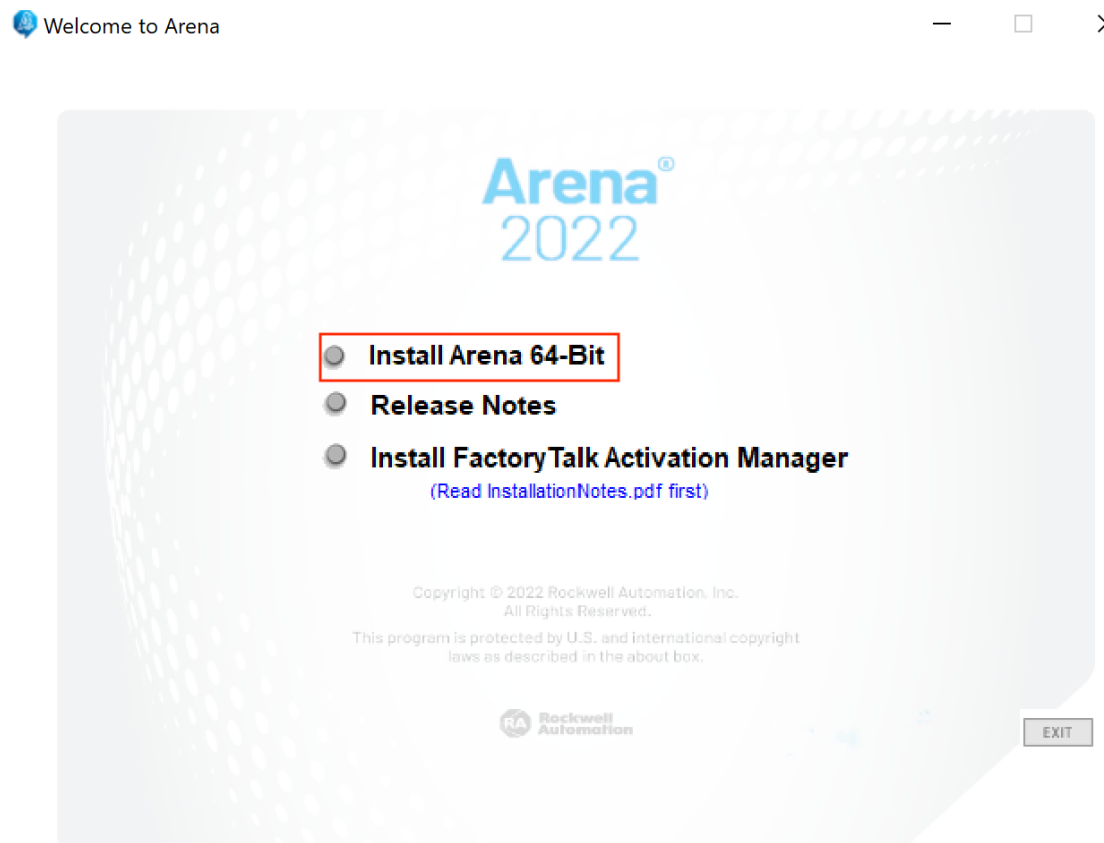 Welcome to Arena
Arena®
2022
Install Arena 64-Bit
Release Notes
Install FactoryTalk Activation Manager
(Read InstallationNotes.pdf first)
Copyright © 2022 Rockwell Automation, Inc.
All Rights Reserved.
This program is protected by U.S. and international copyright
laws as described in the about box.
RA Rockwell
Automation
EXIT